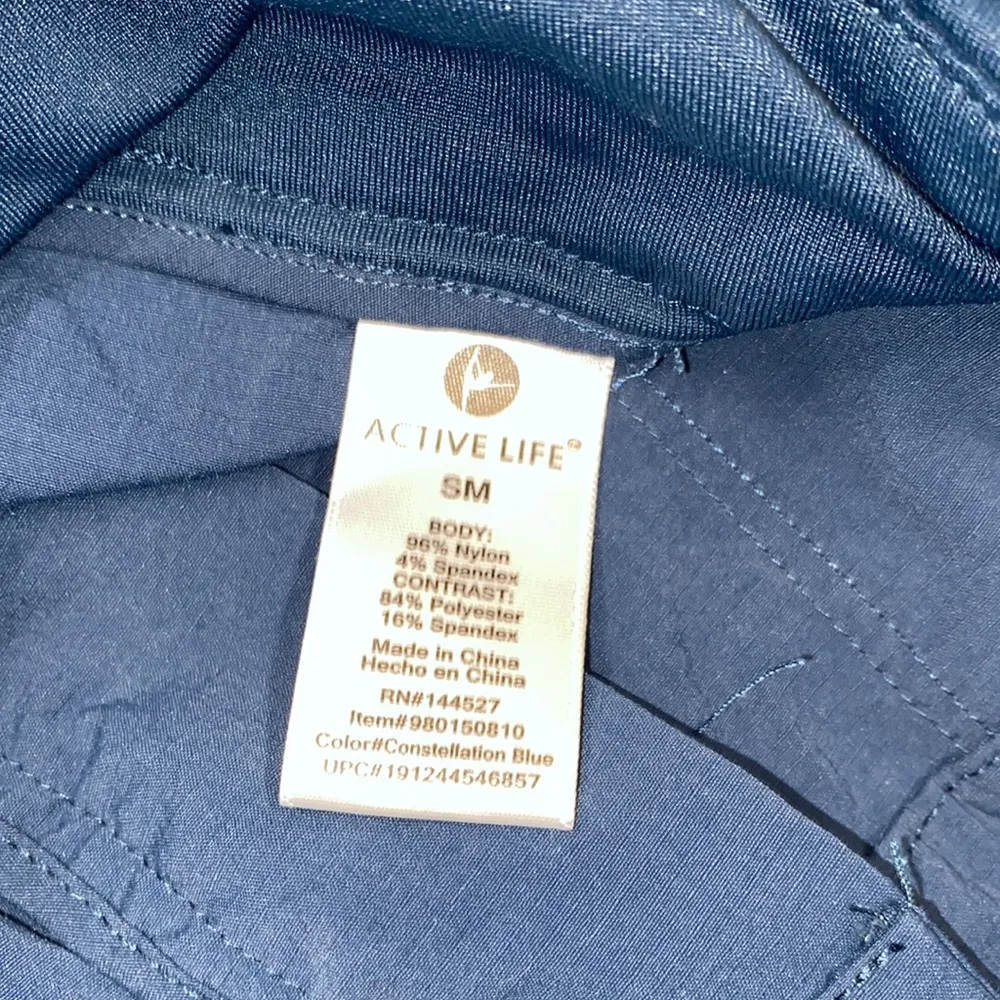 ACTIVE LIFE
SM
BODY:
96% Nylon
4% Spandex
CONTRAST:
84% Polyester
16% Spandex
Made in China
Hecho en China
RN#144527
Item#980150810
Color#Constellation Blue
UPC#191244546857